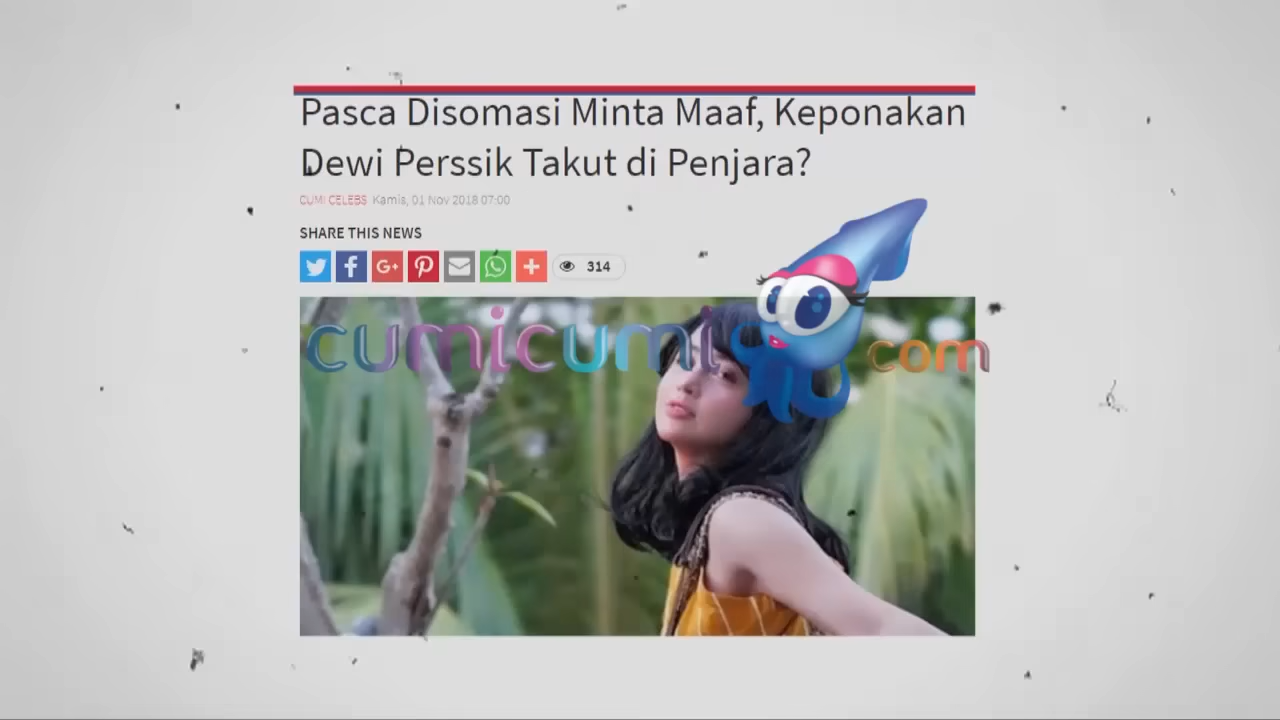 Pasca Disomasi Minta Maaf, Keponakan
Dewi Perssik Takut di Penjara?
CUMI CELEBS Kamis, 01 Nov 2018 07:00
SHARE THIS NEWS
314
cumicumi com